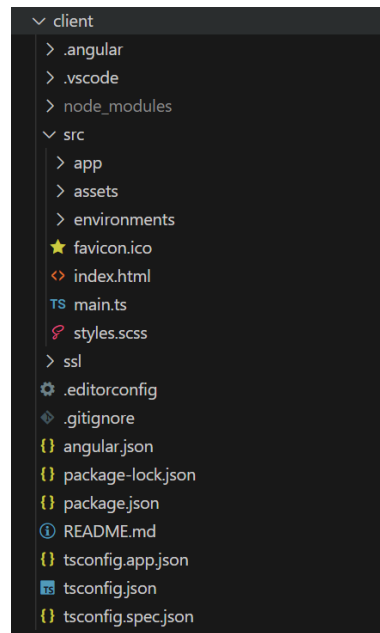 client
.angular
.vscode
node_modules
src
app
assets
environments
favicon.ico
<> index.html
TS main.ts
styles.scss
ssl
.editorconfig
.gitignore
{} angular.json
{} package-lock.json
{} package.json
README.md
{} tsconfig.app.json
TS tsconfig.json
{} tsconfig.spec.json